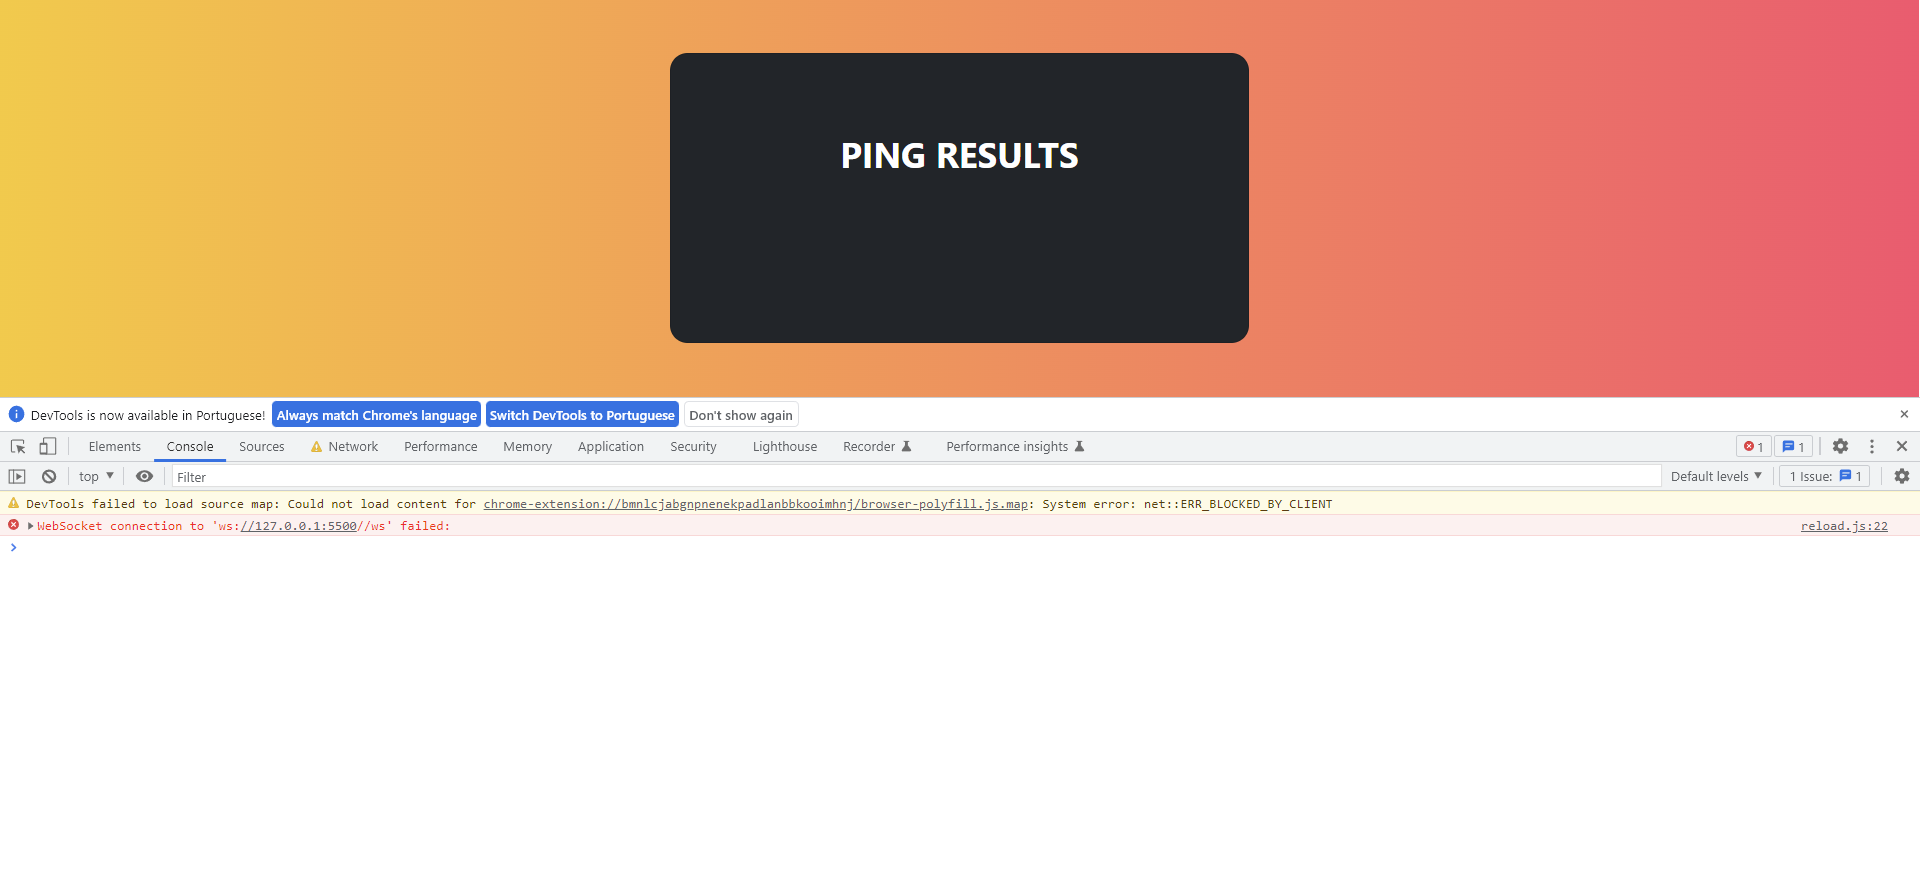 PING RESULTS
DevTools is now available in Portuguese! Always match Chrome's language Switch DevTools to Portuguese Don't show again
Elements Console Sources Network Performance Memory Application Security Lighthouse Recorder Performance insights 1 1
top Filter Default levels 1 Issue: 1
DevTools failed to load source map: Could not load content for chrome-extension://bmnlcjabgnpnenekpadlanbbkooimhnj/browser-polyfill.js.map: System error: net::ERR_BLOCKED_BY_CLIENT
WebSocket connection to 'ws://127.0.0.1:5500//ws' failed: reload.js:22